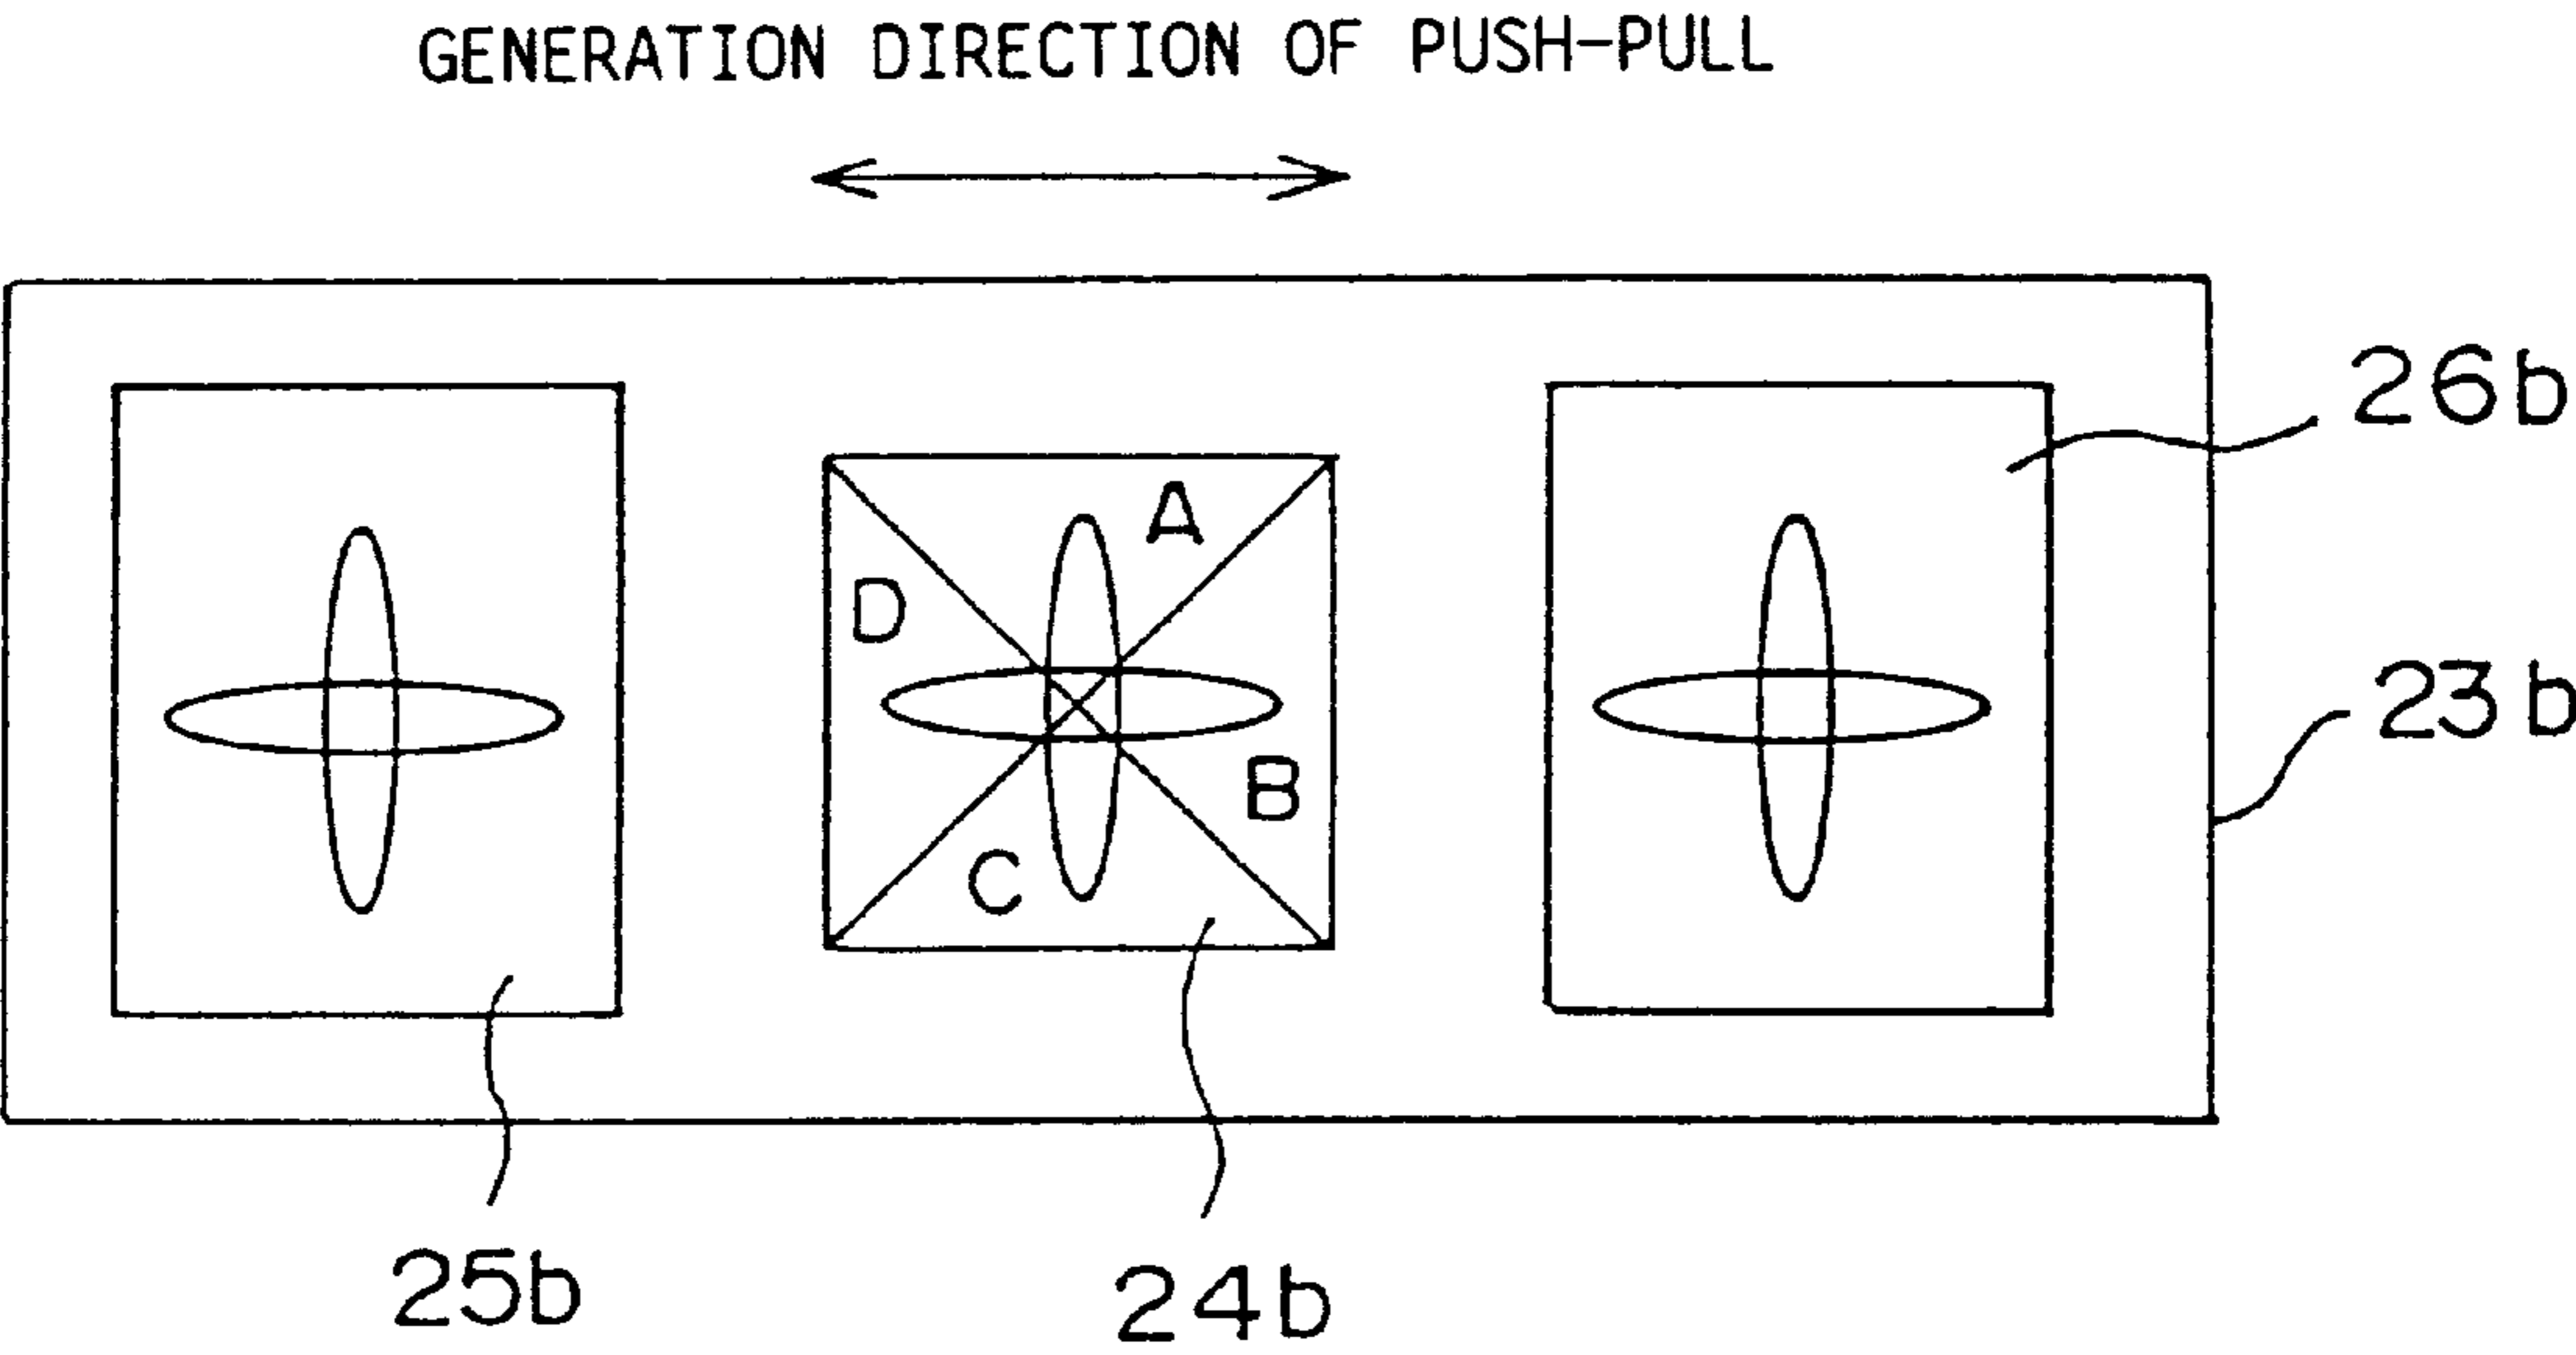 GENERATION DIRECTION OF PUSH-PULL
26b
A
D
23b
B
C
25b
24b